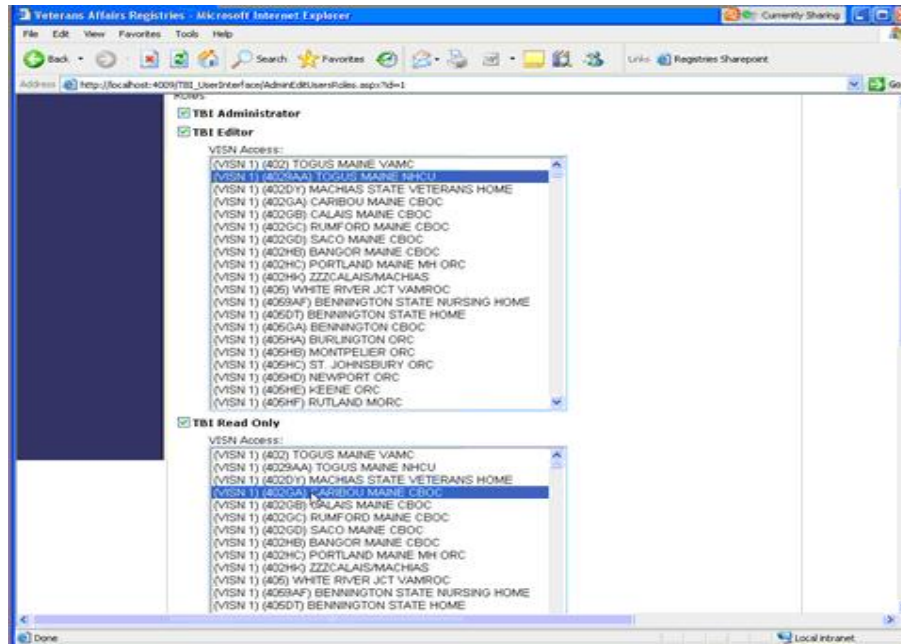 Veterans Affairs Registries - Microsoft Internet Explorer
Currently Sharing
File Edit View Favorites Tools Help
Back Search Favorites Links Registries Sharepoint
Address http://localhost:4009/TBI_UserInterface/AdminEditUsersRoles.aspx?id=1 Go
Roles
TBI Administrator
TBI Editor
VISN Access:
(VISN 1) (402) TOGUS MAINE VAMC
(VISN 1) (4029AA) TOGUS MAINE NHCU
(VISN 1) (402DY) MACHIAS STATE VETERANS HOME
(VISN 1) (402GA) CARIBOU MAINE CBOC
(VISN 1) (402GB) CALAIS MAINE CBOC
(VISN 1) (402GC) RUMFORD MAINE CBOC
(VISN 1) (402GD) SACO MAINE CBOC
(VISN 1) (402HB) BANGOR MAINE CBOC
(VISN 1) (402HC) PORTLAND MAINE MH ORC
(VISN 1) (402HK) ZZZCALAIS/MACHIAS
(VISN 1) (405) WHITE RIVER JCT VAMROC
(VISN 1) (4059AF) BENNINGTON STATE NURSING HOME
(VISN 1) (405DT) BENNINGTON STATE HOME
(VISN 1) (405GA) BENNINGTON CBOC
(VISN 1) (405HA) BURLINGTON ORC
(VISN 1) (405HB) MONTPELIER ORC
(VISN 1) (405HC) ST. JOHNSBURY ORC
(VISN 1) (405HD) NEWPORT ORC
(VISN 1) (405HE) KEENE ORC
(VISN 1) (405HF) RUTLAND MORC
TBI Read Only
VISN Access:
(VISN 1) (402) TOGUS MAINE VAMC
(VISN 1) (4029AA) TOGUS MAINE NHCU
(VISN 1) (402DY) MACHIAS STATE VETERANS HOME
(VISN 1) (402GA) CARIBOU MAINE CBOC
(VISN 1) (402GB) CALAIS MAINE CBOC
(VISN 1) (402GC) RUMFORD MAINE CBOC
(VISN 1) (402GD) SACO MAINE CBOC
(VISN 1) (402HB) BANGOR MAINE CBOC
(VISN 1) (402HC) PORTLAND MAINE MH ORC
(VISN 1) (402HK) ZZZCALAIS/MACHIAS
(VISN 1) (405) WHITE RIVER JCT VAMROC
(VISN 1) (4059AF) BENNINGTON STATE NURSING HOME
(VISN 1) (405DT) BENNINGTON STATE HOME
Done Local intranet